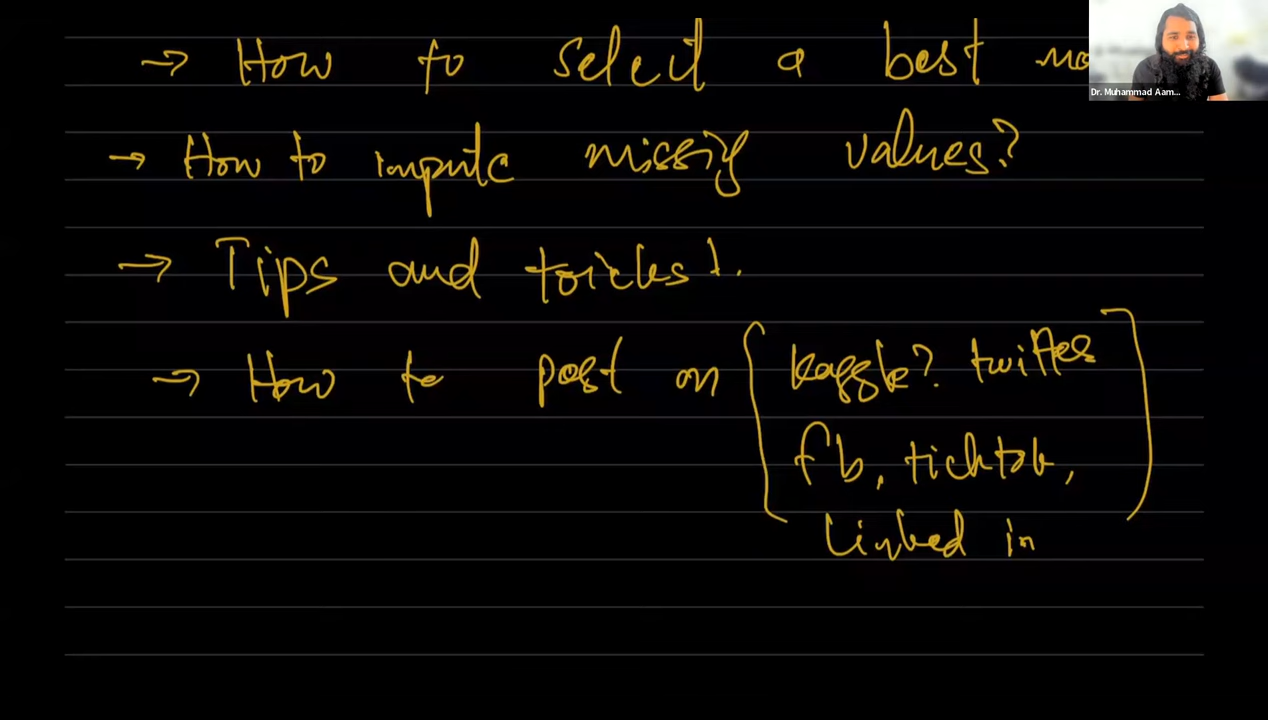 → How to select a best mo
Dr. Muhammad Aam...
→ How to impute missing values?
→ Tips and tricks!.
→ How to post on kaggle? twitter
fb, ticktok,
Linked in